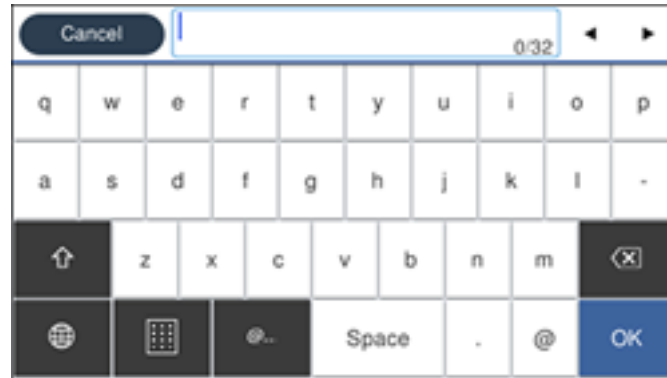 Cancel 0/32
q w e r t y u i o p
a s d f g h j k l -
z x c v b n m
@... Space . @ OK